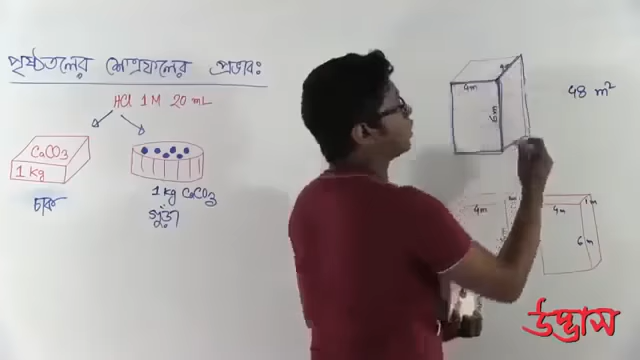 পৃষ্ঠতলের ক্ষেত্রফলের প্রভাবঃ
HCl 1 M 20 mL
CaCO3
1 kg
চাক
1 kg CaCO3
গুঁড়া
4m
6m
48 m²
4m
4m
1m
6 m
উদ্ভাস